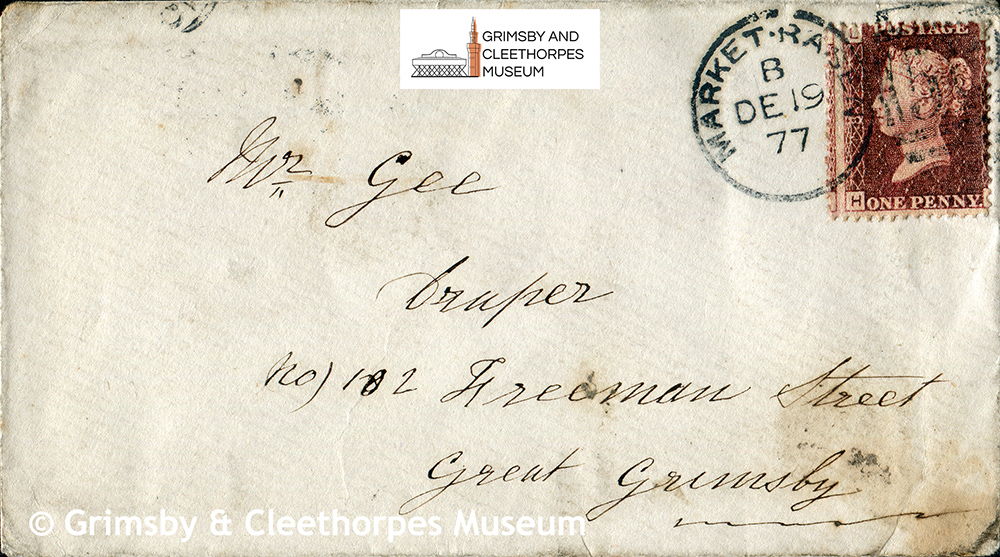 GRIMSBY AND
CLEETHORPES
MUSEUM
MARKET·RA
B
DE 19
77
POSTAGE
H ONE PENNY
Mr Gee
Draper
No) 102 Freeman Street
Great Grimsby
© Grimsby & Cleethorpes Museum